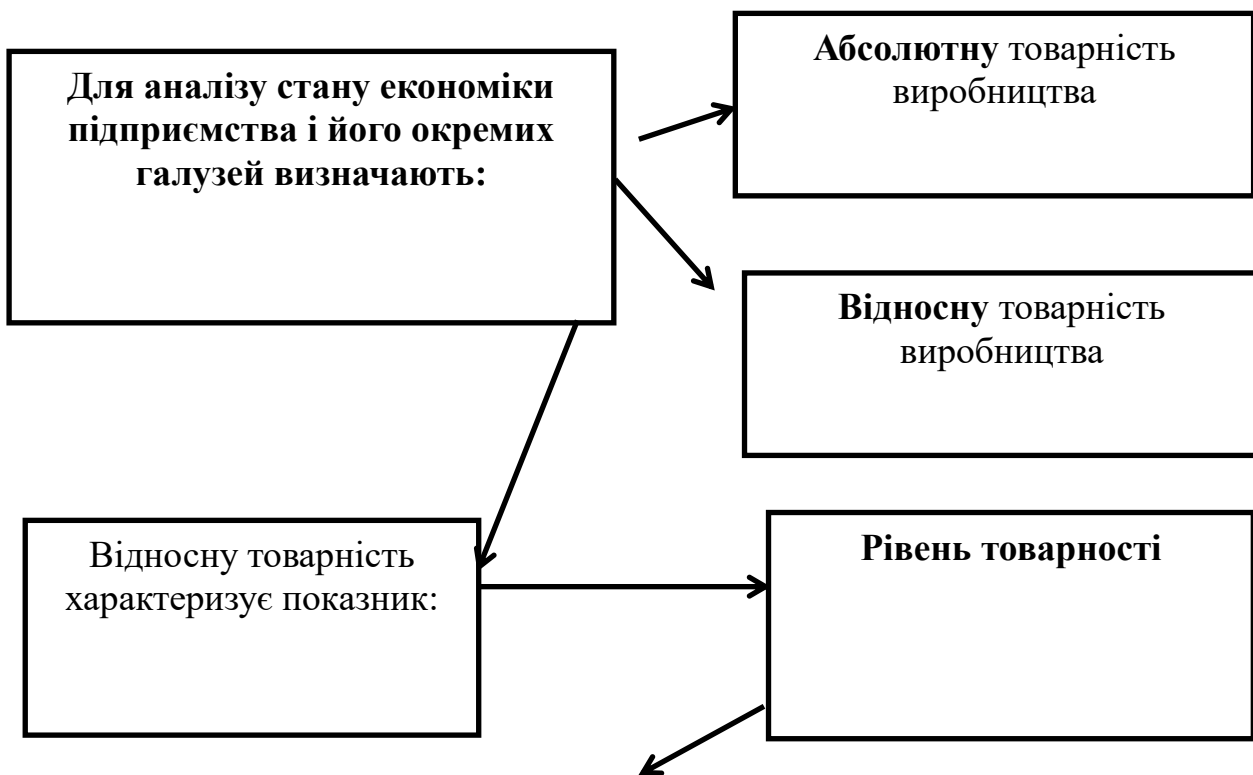 Для аналізу стану економіки
підприємства і його окремих
галузей визначають:
Абсолютну товарність
виробництва
Відносну товарність
виробництва
Відносну товарність
характеризує показник:
Рівень товарності